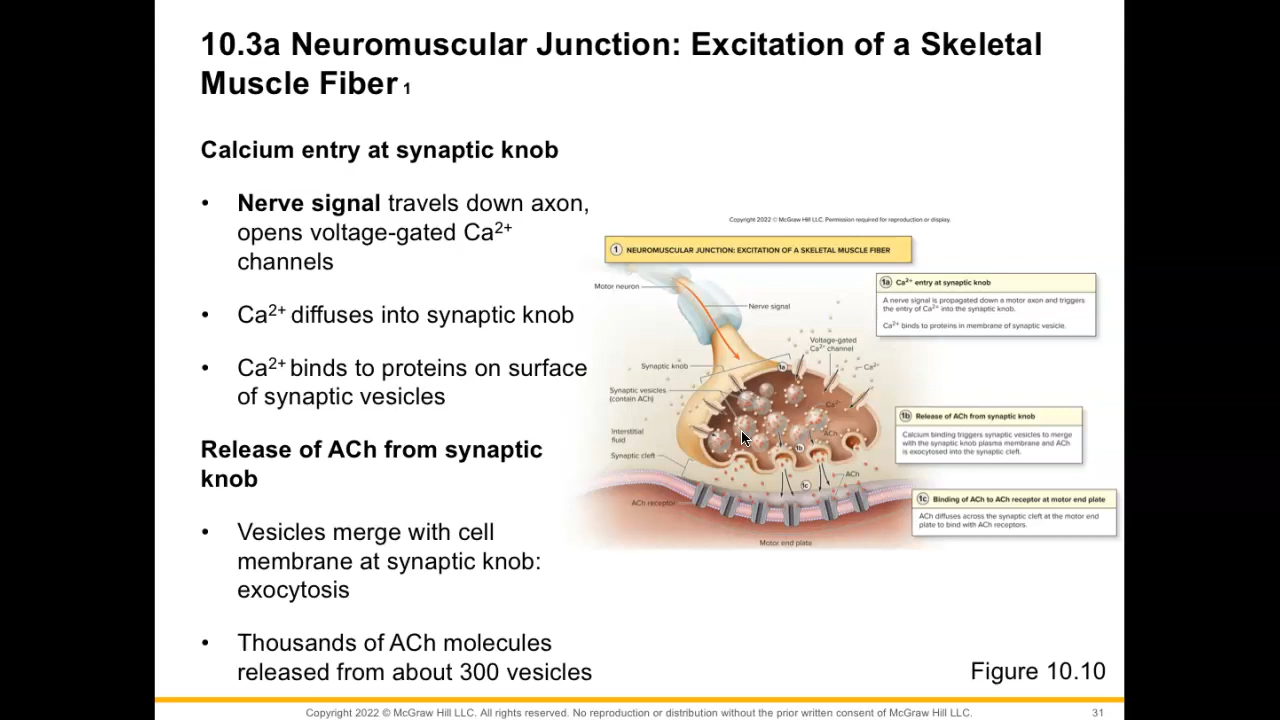 10.3a Neuromuscular Junction: Excitation of a Skeletal
Muscle Fiber 1
Calcium entry at synaptic knob
• Nerve signal travels down axon,
opens voltage-gated Ca2+
channels
• Ca2+ diffuses into synaptic knob
• Ca2+ binds to proteins on surface
of synaptic vesicles
Release of ACh from synaptic
knob
• Vesicles merge with cell
membrane at synaptic knob:
exocytosis
• Thousands of ACh molecules
released from about 300 vesicles
Copyright 2022 © McGraw Hill LLC. Permission required for reproduction or display.
1 NEUROMUSCULAR JUNCTION: EXCITATION OF A SKELETAL MUSCLE FIBER
Motor neuron
Nerve signal
Voltage-gated
Ca2+ channel
Synaptic knob
1a
Ca2+
Synaptic vesicles
(contain ACh)
Ca2+
Interstitial
fluid
ACh
1b
Synaptic cleft
ACh
1c
ACh receptor
Motor end plate
1a Ca2+ entry at synaptic knob
A nerve signal is propagated down a motor axon and triggers
the entry of Ca2+ into the synaptic knob.
Ca2+ binds to proteins in membrane of synaptic vesicle.
1b Release of ACh from synaptic knob
Calcium binding triggers synaptic vesicles to merge
with the synaptic knob plasma membrane and ACh
is exocytosed into the synaptic cleft.
1c Binding of ACh to ACh receptor at motor end plate
ACh diffuses across the synaptic cleft at the motor end
plate to bind with ACh receptors.
Figure 10.10
Copyright 2022 © McGraw Hill LLC. All rights reserved. No reproduction or distribution without the prior written consent of McGraw Hill LLC.
31